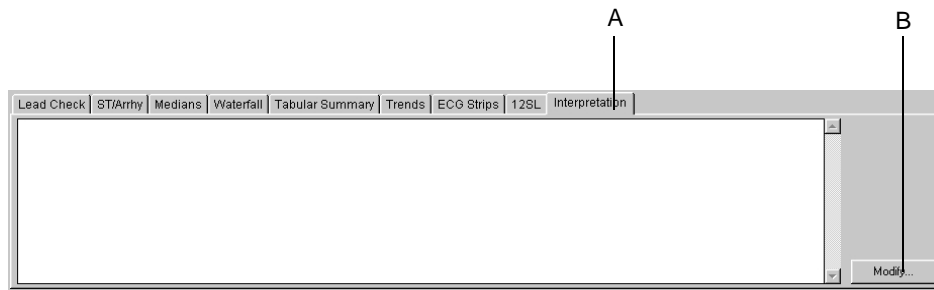 A B
Lead Check ST/Arrhy Medians Waterfall Tabular Summary Trends ECG Strips 12SL Interpretation
Modify...